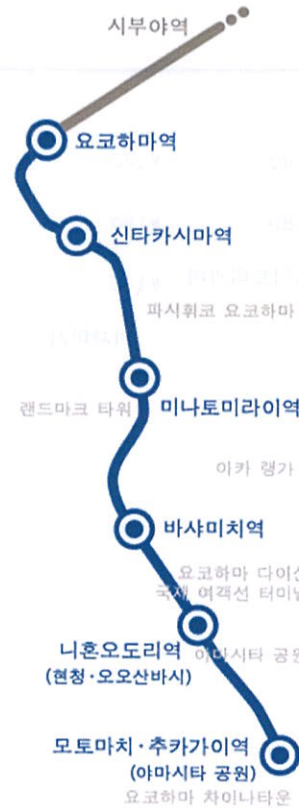 시부야역
요코하마역
신타카시마역
파시휘코 요코하마
랜드마크 타워
미나토미라이역
이카 랭가
바샤미치역
요코하마 다이산
국제 여객선 터미널
니혼오도리역
야마시타 공원
(현청·오오산바시)
모토마치·추카가이역
(야마시타 공원)
요코하마 차이나타운